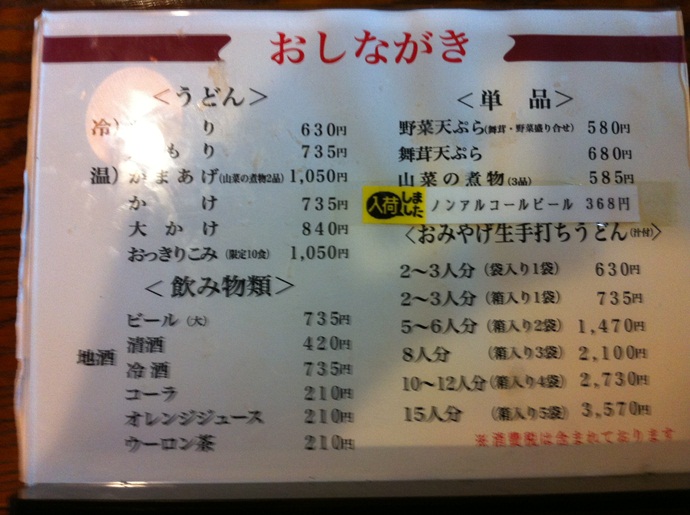 おしながき
<うどん>
冷) り 630円
もり 735円
温) かまあげ(山菜の煮物2品) 1,050円
かけ 735円
大かけ 840円
おっきりこみ(限定10食) 1,050円
<飲み物類>
ビール(大) 735円
地酒 清酒 420円
冷酒 735円
コーラ 210円
オレンジジュース 210円
ウーロン茶 210円
<単品>
野菜天ぷら(舞茸・野菜盛り合せ) 580円
舞茸天ぷら 680円
山菜の煮物(3品) 585円
入荷しました ノンアルコールビール 368円
<おみやげ生手打ちうどん(汁付)>
2〜3人分(袋入り1袋) 630円
2〜3人分(箱入り1袋) 735円
5〜6人分(箱入り2袋) 1,470円
8人分(箱入り3袋) 2,100円
10〜12人分(箱入り4袋) 2,730円
15人分(箱入り5袋) 3,570円
※消費税は含まれております